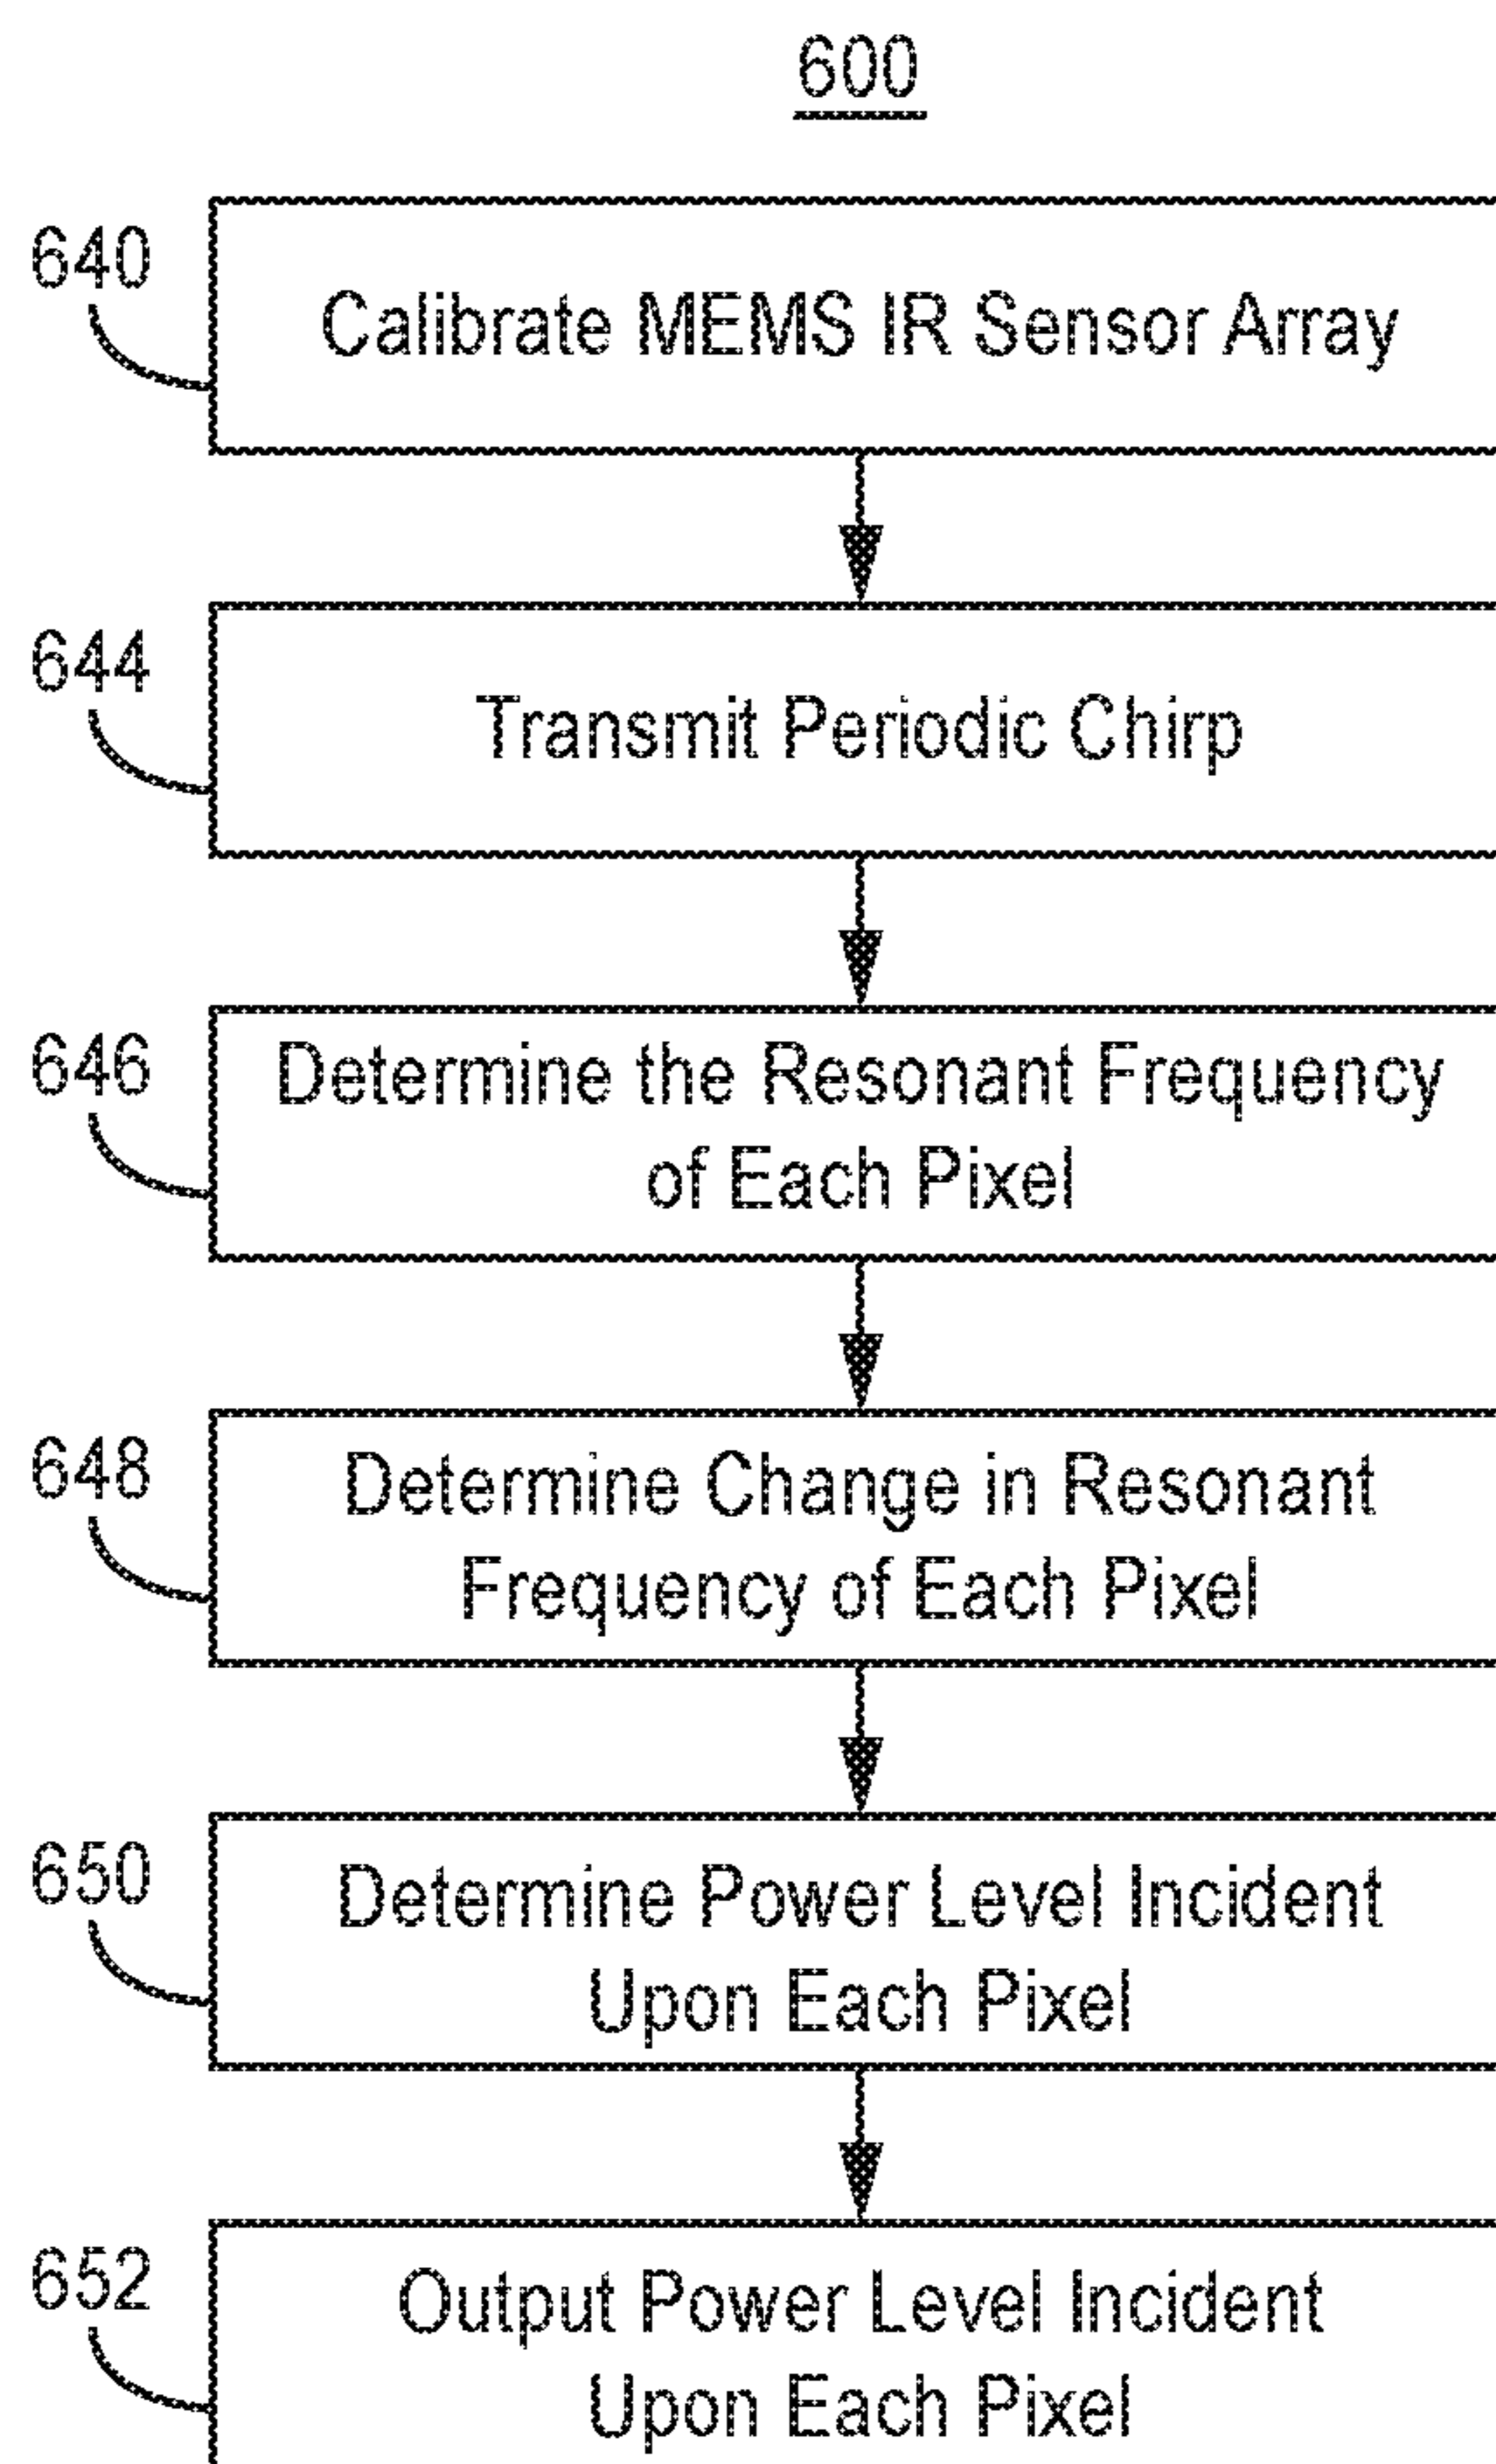 600
640
Calibrate MEMS IR Sensor Array
644
Transmit Periodic Chirp
646
Determine the Resonant Frequency
of Each Pixel
648
Determine Change in Resonant
Frequency of Each Pixel
650
Determine Power Level Incident
Upon Each Pixel
652
Output Power Level Incident
Upon Each Pixel